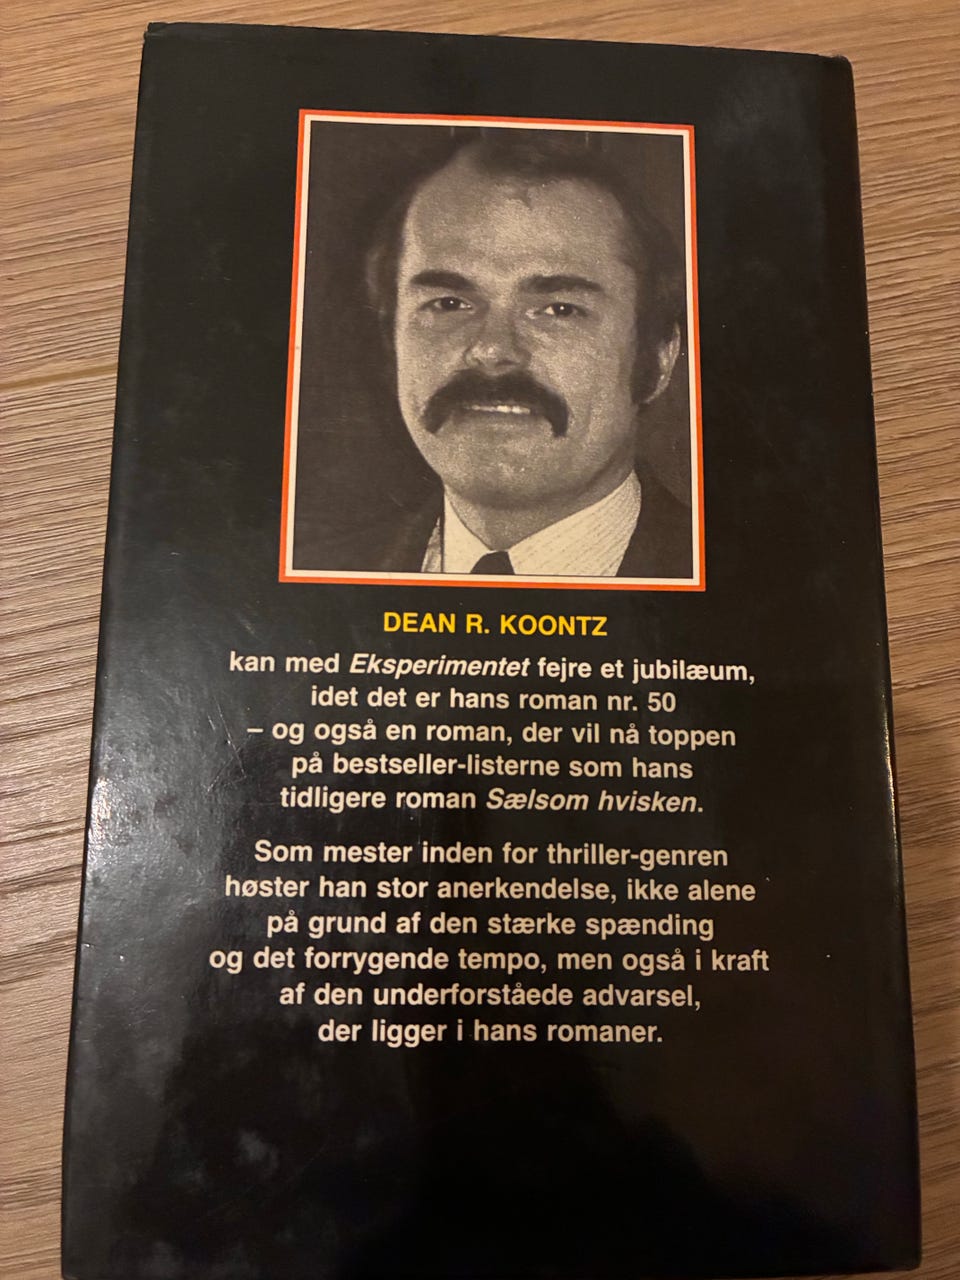 DEAN R. KOONTZ
kan med Eksperimentet fejre et jubilæum,
idet det er hans roman nr. 50
– og også en roman, der vil nå toppen
på bestseller-listerne som hans
tidligere roman Sælsom hvisken.
Som mester inden for thriller-genren
høster han stor anerkendelse, ikke alene
på grund af den stærke spænding
og det forrygende tempo, men også i kraft
af den underforståede advarsel,
der ligger i hans romaner.